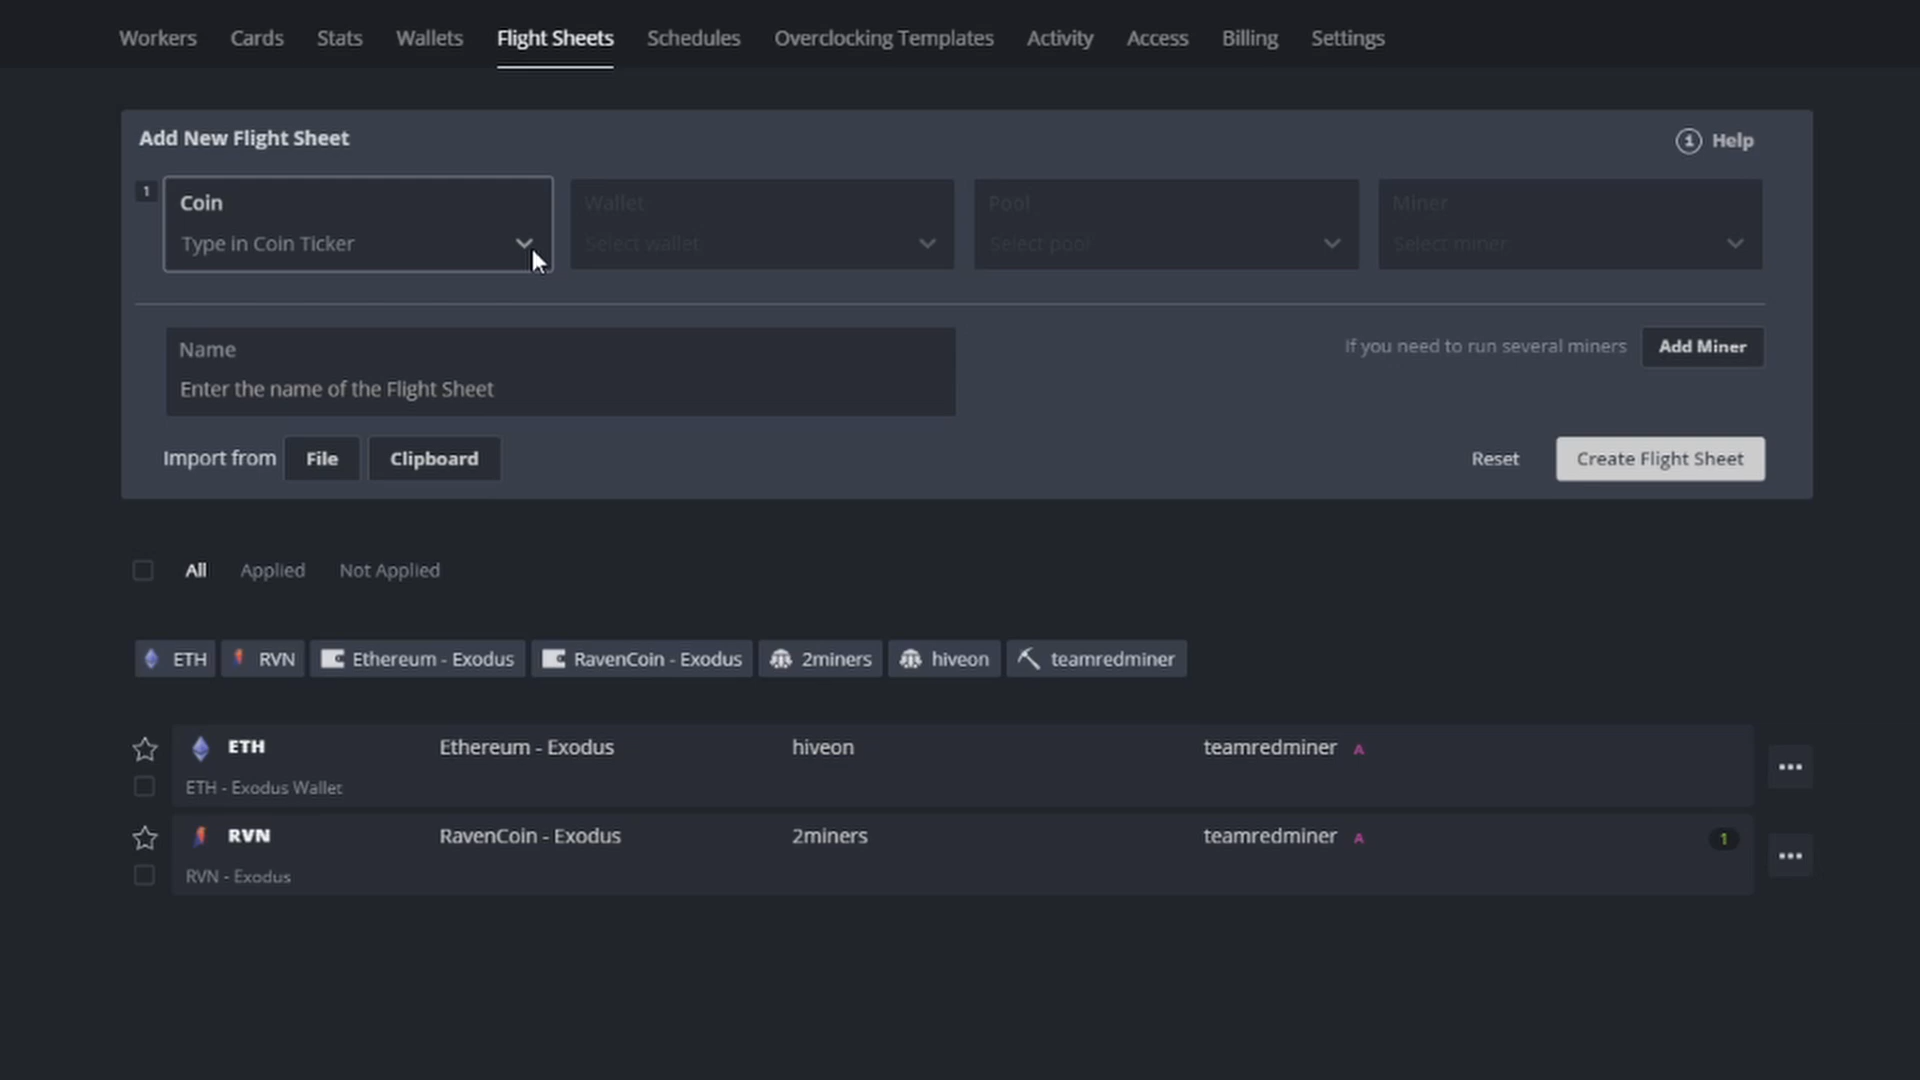 Workers Cards Stats Wallets Flight Sheets Schedules Overclocking Templates Activity Access Billing Settings
Add New Flight Sheet
Help
1
Coin
Type in Coin Ticker
Wallet
Select wallet
Pool
Select pool
Miner
Select miner
Name
Enter the name of the Flight Sheet
If you need to run several miners
Add Miner
Import from File Clipboard
Reset
Create Flight Sheet
All Applied Not Applied
ETH RVN Ethereum - Exodus RavenCoin - Exodus 2miners hiveon teamredminer
ETH Ethereum - Exodus hiveon teamredminer A
ETH - Exodus Wallet
RVN RavenCoin - Exodus 2miners teamredminer A 1
RVN - Exodus